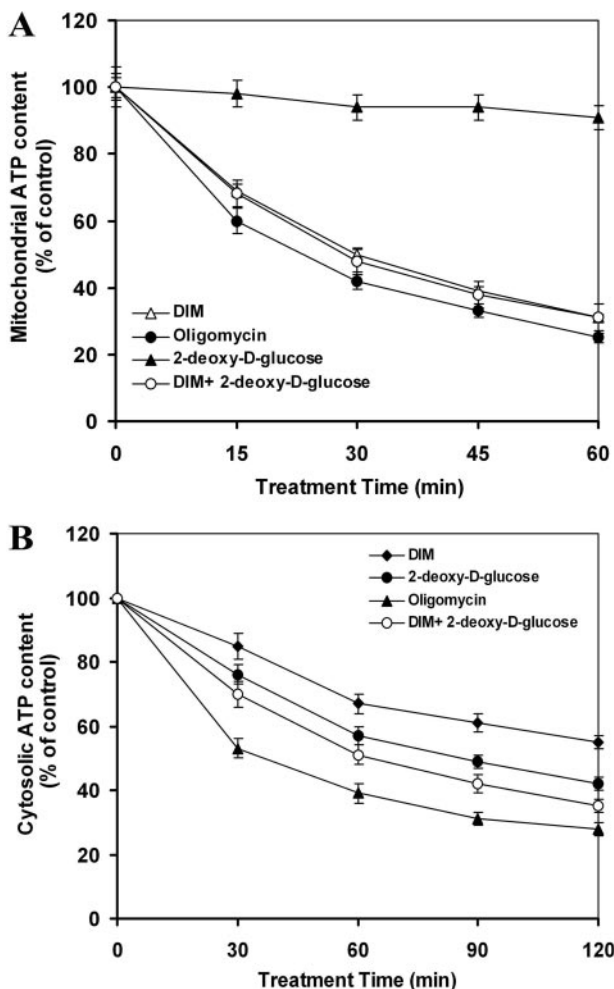 A
Mitochondrial ATP content
(% of control)
120
100
80
60
40
20
0
DIM
Oligomycin
2-deoxy-D-glucose
DIM+ 2-deoxy-D-glucose
0 15 30 45 60
Treatment Time (min)
B
Cytosolic ATP content
(% of control)
120
100
80
60
40
20
0
DIM
2-deoxy-D-glucose
Oligomycin
DIM+ 2-deoxy-D-glucose
0 30 60 90 120
Treatment Time (min)